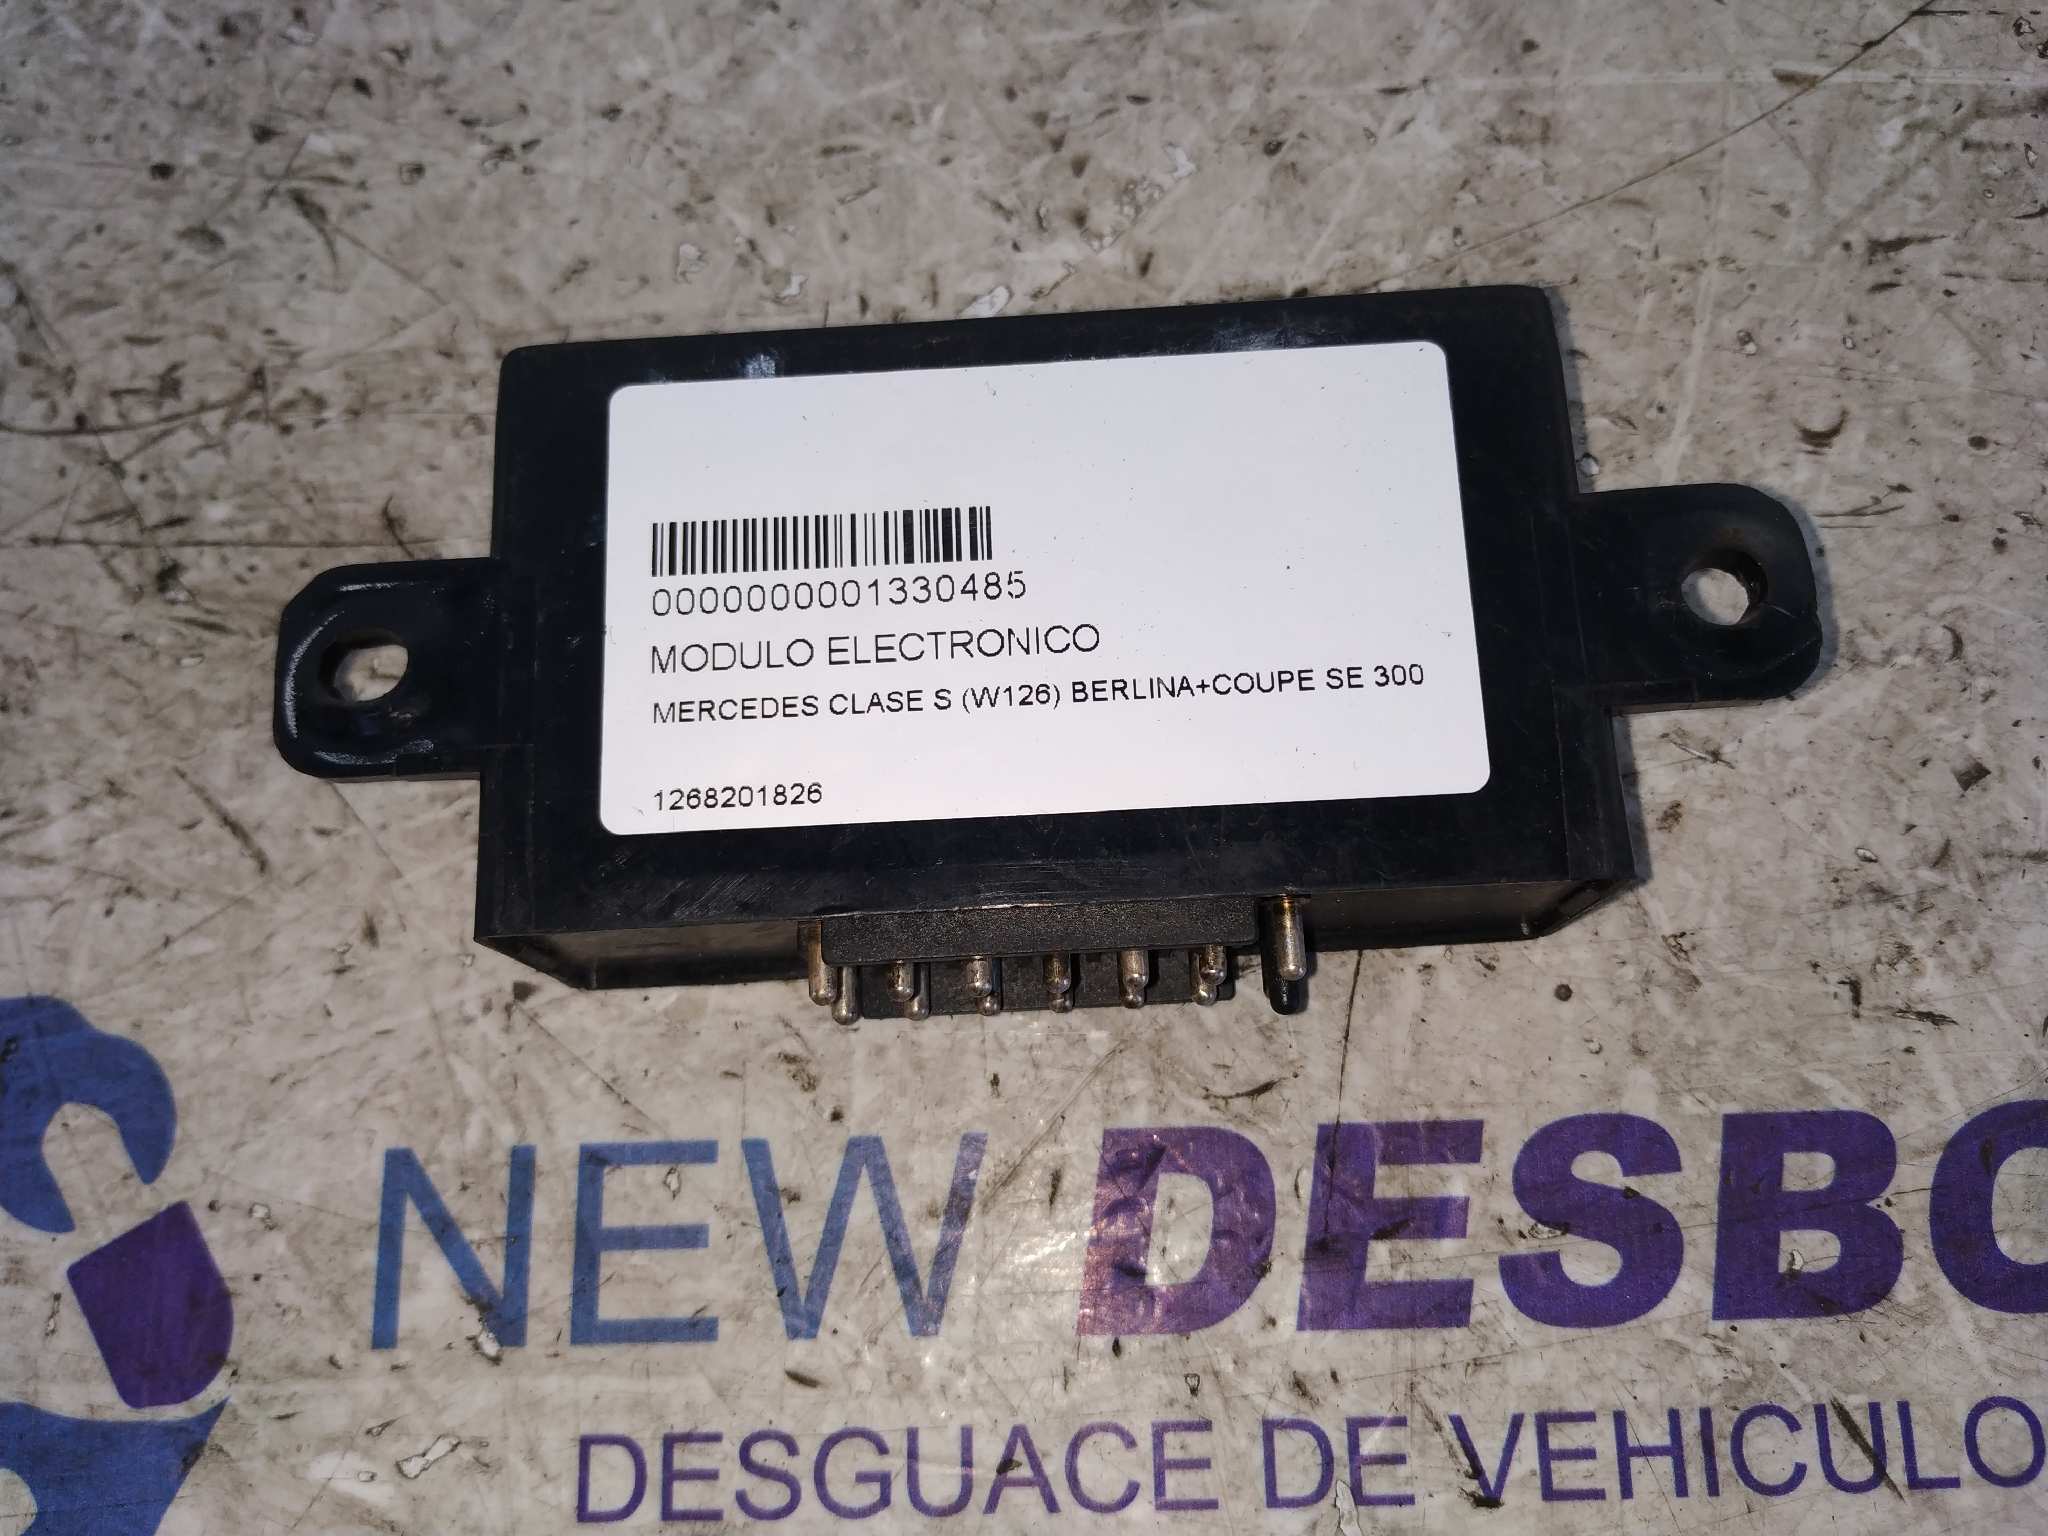 0000000001330485
MODULO ELECTRONICO
MERCEDES CLASE S (W126) BERLINA+COUPE SE 300
1268201826
NEW DESBO
DESGUACE DE VEHICULO